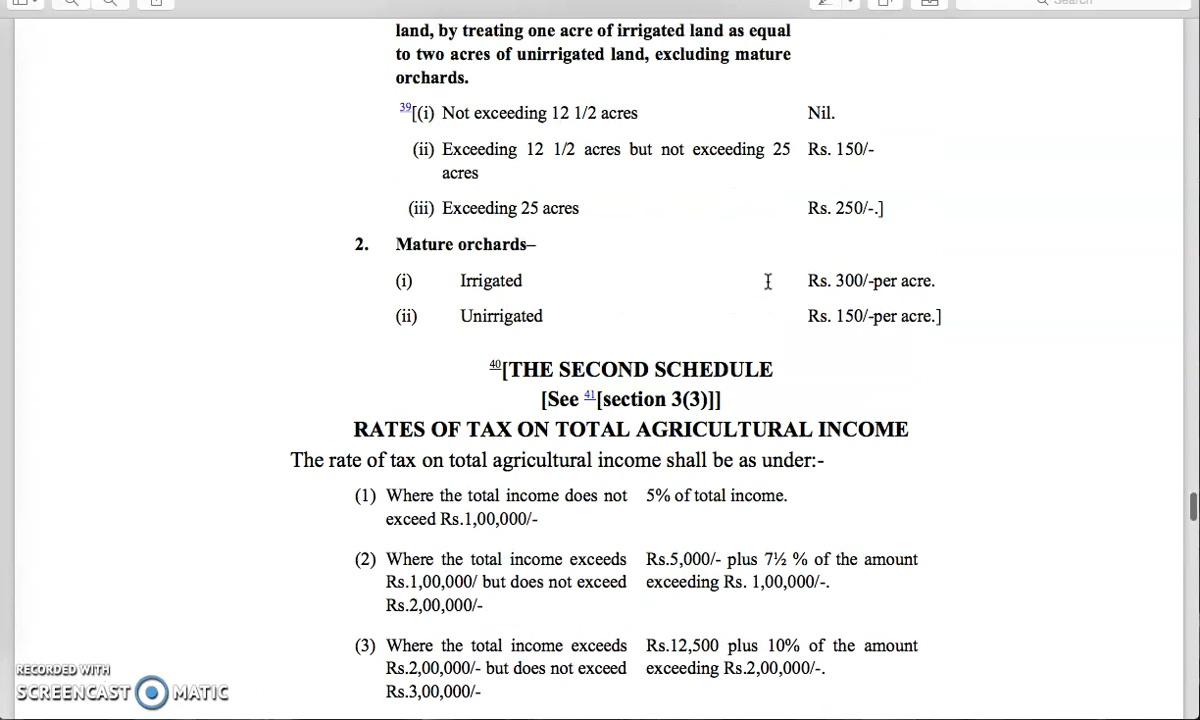 Search
land, by treating one acre of irrigated land as equal
to two acres of unirrigated land, excluding mature
orchards.
39[(i) Not exceeding 12 1/2 acres Nil.
(ii) Exceeding 12 1/2 acres but not exceeding 25 Rs. 150/-
acres
(iii) Exceeding 25 acres Rs. 250/-.]
2. Mature orchards–
(i) Irrigated Rs. 300/-per acre.
(ii) Unirrigated Rs. 150/-per acre.]
40[THE SECOND SCHEDULE
[See 41[section 3(3)]]
RATES OF TAX ON TOTAL AGRICULTURAL INCOME
The rate of tax on total agricultural income shall be as under:-
(1) Where the total income does not 5% of total income.
exceed Rs.1,00,000/-
(2) Where the total income exceeds Rs.5,000/- plus 7½ % of the amount
Rs.1,00,000/ but does not exceed exceeding Rs. 1,00,000/-.
Rs.2,00,000/-
(3) Where the total income exceeds Rs.12,500 plus 10% of the amount
Rs.2,00,000/- but does not exceed exceeding Rs.2,00,000/-.
Rs.3,00,000/-
RECORDED WITH
SCREENCAST MATIC